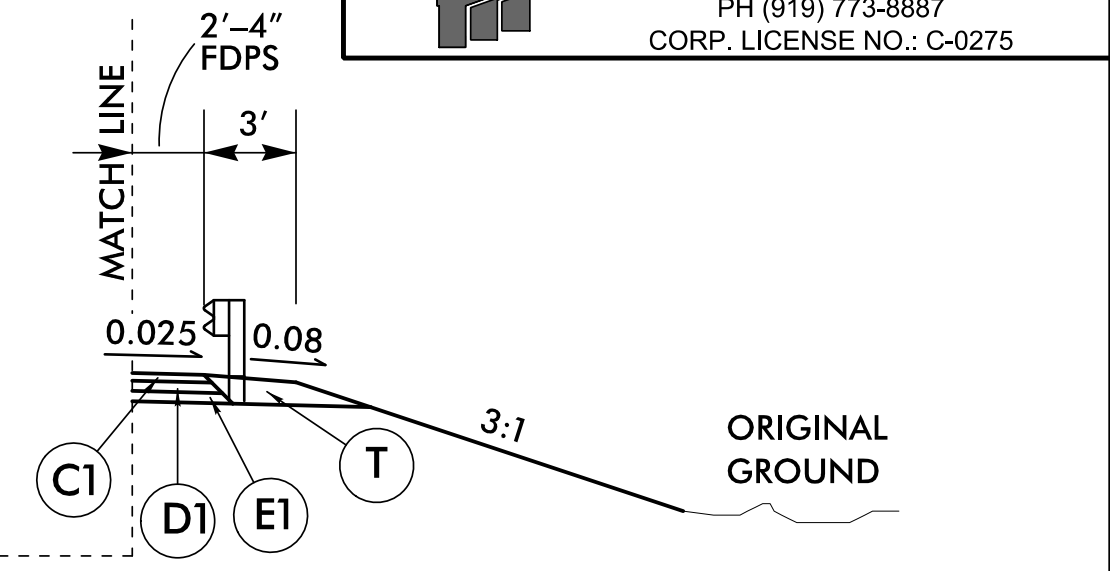 PH (919) 773-8887
CORP. LICENSE NO.: C-0275
2'–4"
FDPS
MATCH LINE
3'
0.025
0.08
3:1
ORIGINAL
GROUND
C1
D1
E1
T